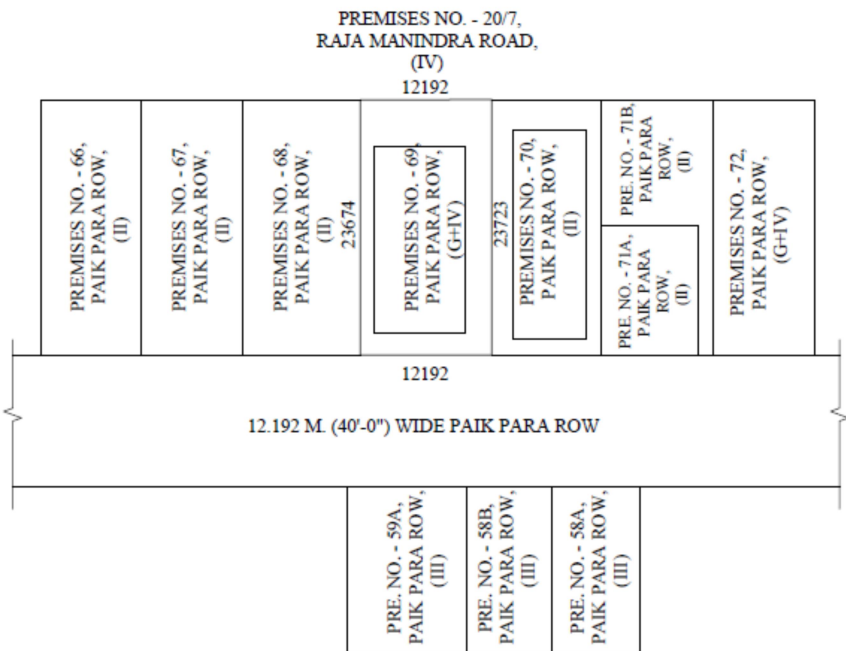 PREMISES NO. - 20/7,
RAJA MANINDRA ROAD,
(IV)
12192
PREMISES NO. - 66,
PAIK PARA ROW,
(II)
PREMISES NO. - 67,
PAIK PARA ROW,
(II)
PREMISES NO. - 68,
PAIK PARA ROW,
(II)
23674
PREMISES NO. - 69,
PAIK PARA ROW,
(G+IV)
23723
PREMISES NO. - 70,
PAIK PARA ROW,
(II)
PRE. NO. - 71B,
PAIK PARA
ROW,
(II)
PRE. NO. - 71A,
PAIK PARA
ROW,
(II)
PREMISES NO. - 72,
PAIK PARA ROW,
(G+IV)
12192
12.192 M. (40'-0") WIDE PAIK PARA ROW
PRE. NO. - 59A,
PAIK PARA ROW,
(III)
PRE. NO. - 58B,
PAIK PARA ROW,
(III)
PRE. NO. - 58A,
PAIK PARA ROW,
(III)